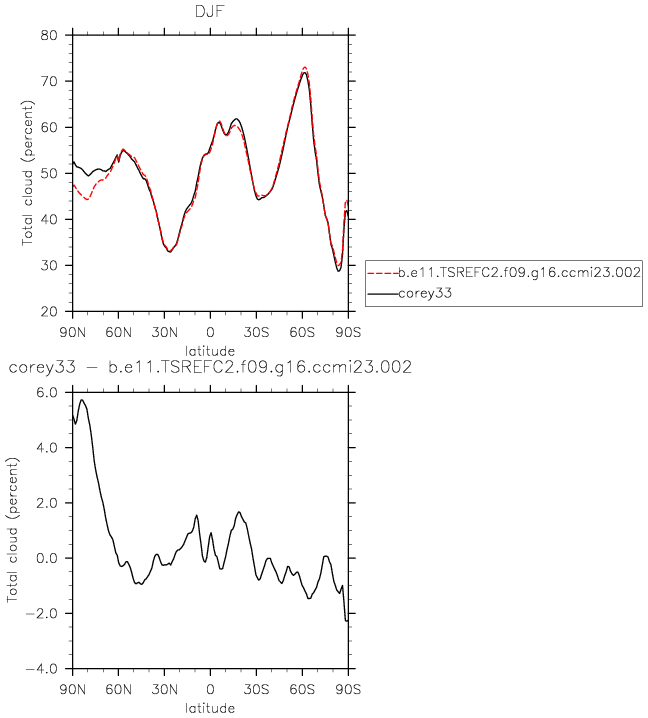 DJF
80
70
60
50
40
30
20
Total cloud (percent)
90N 60N 30N 0 30S 60S 90S
latitude
b.e11.TSREFC2.f09.g16.ccmi23.002
corey33
corey33 − b.e11.TSREFC2.f09.g16.ccmi23.002
6.0
4.0
2.0
0.0
−2.0
−4.0
Total cloud (percent)
90N 60N 30N 0 30S 60S 90S
latitude